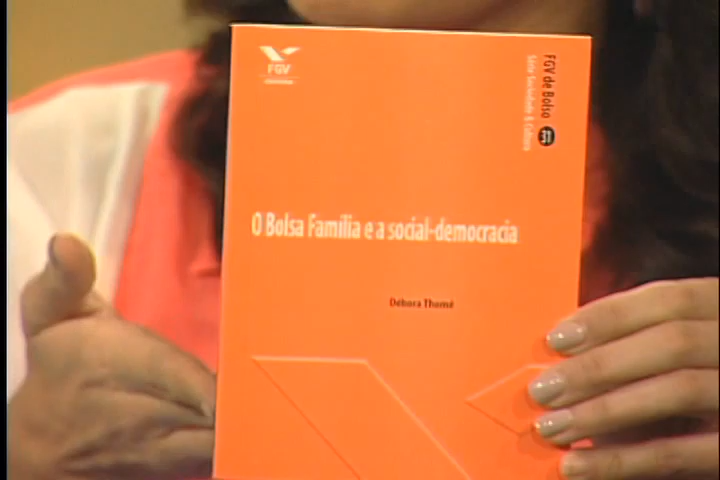 FGV
FGV de Bolso
Série Sociedade & Cultura
O Bolsa Família e a social-democracia
Débora Thomé